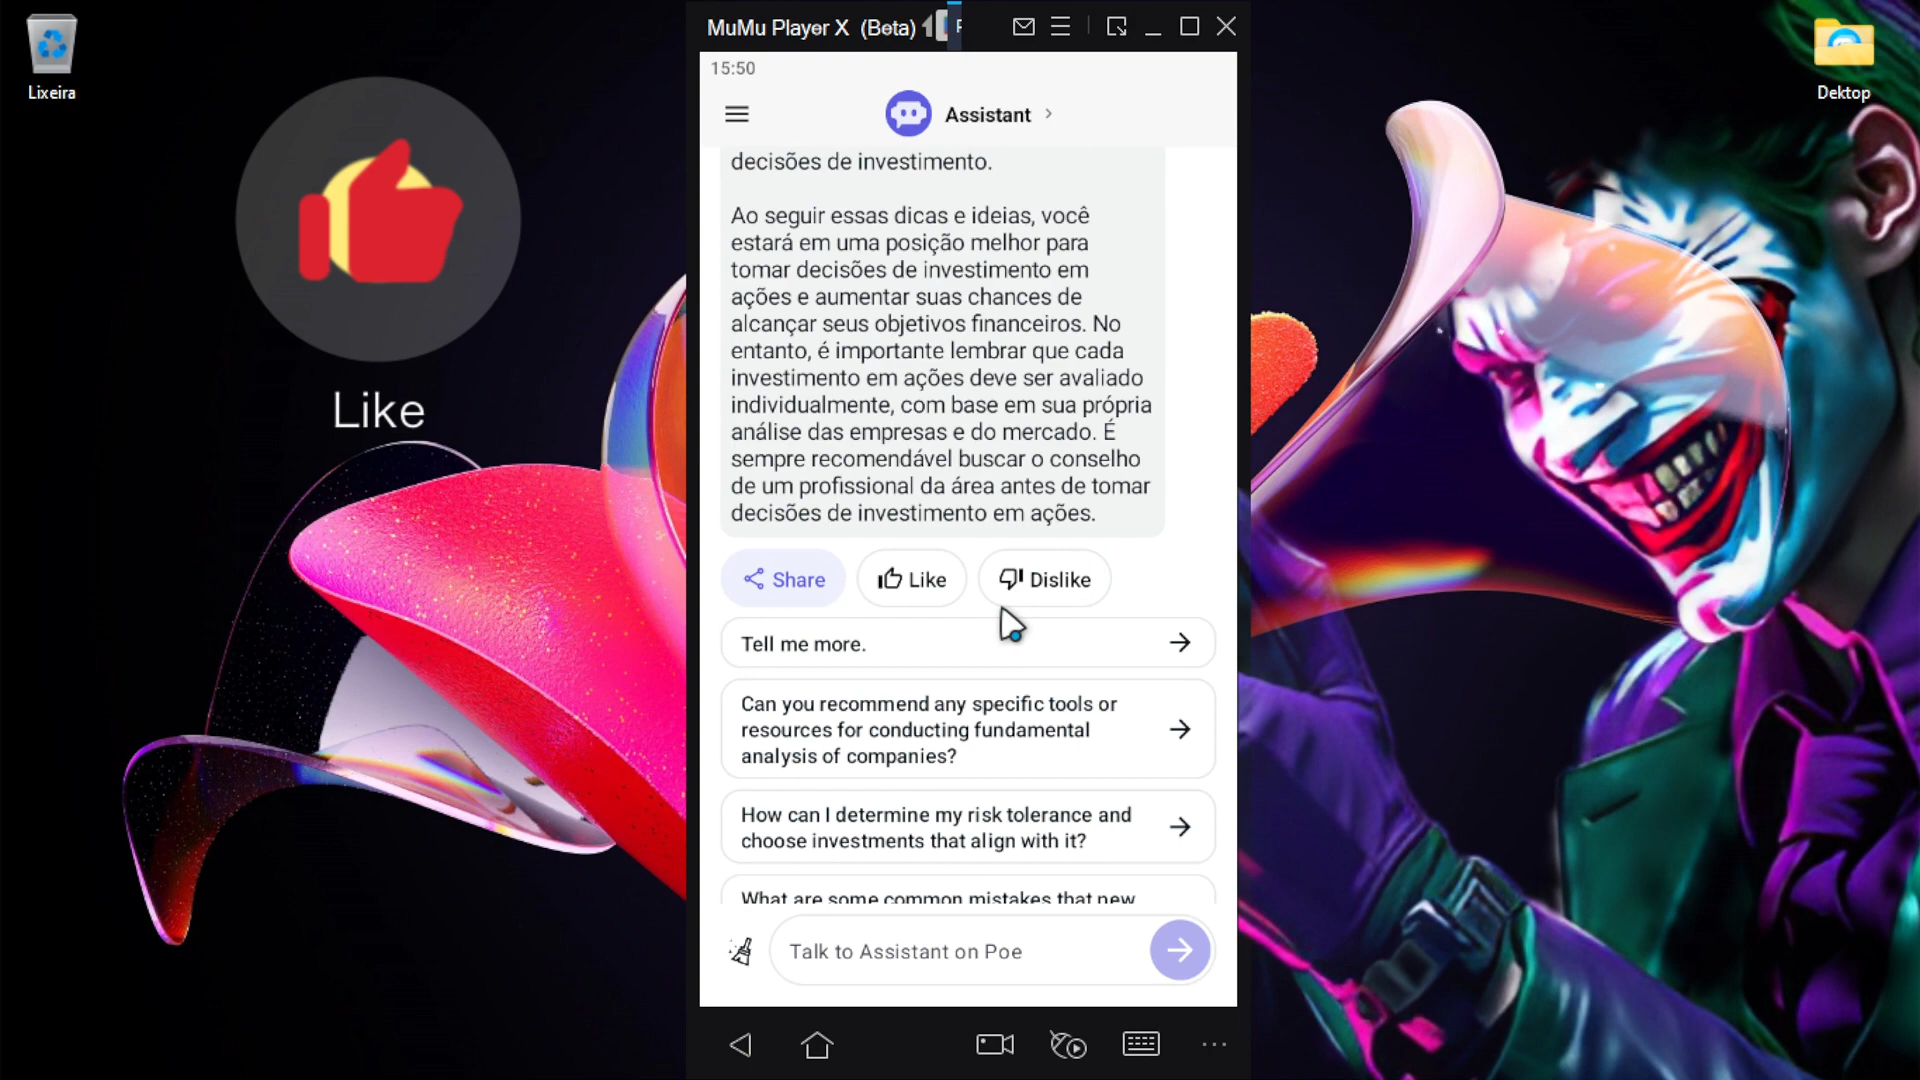 MuMu Player X (Beta)
Lixeira
Dektop
15:50
Assistant
decisões de investimento.
Ao seguir essas dicas e ideias, você
estará em uma posição melhor para
tomar decisões de investimento em
ações e aumentar suas chances de
alcançar seus objetivos financeiros. No
entanto, é importante lembrar que cada
investimento em ações deve ser avaliado
individualmente, com base em sua própria
análise das empresas e do mercado. É
sempre recomendável buscar o conselho
de um profissional da área antes de tomar
decisões de investimento em ações.
Like
Share
Like
Dislike
Tell me more.
Can you recommend any specific tools or
resources for conducting fundamental
analysis of companies?
How can I determine my risk tolerance and
choose investments that align with it?
What are some common mistakes that new
Talk to Assistant on Poe